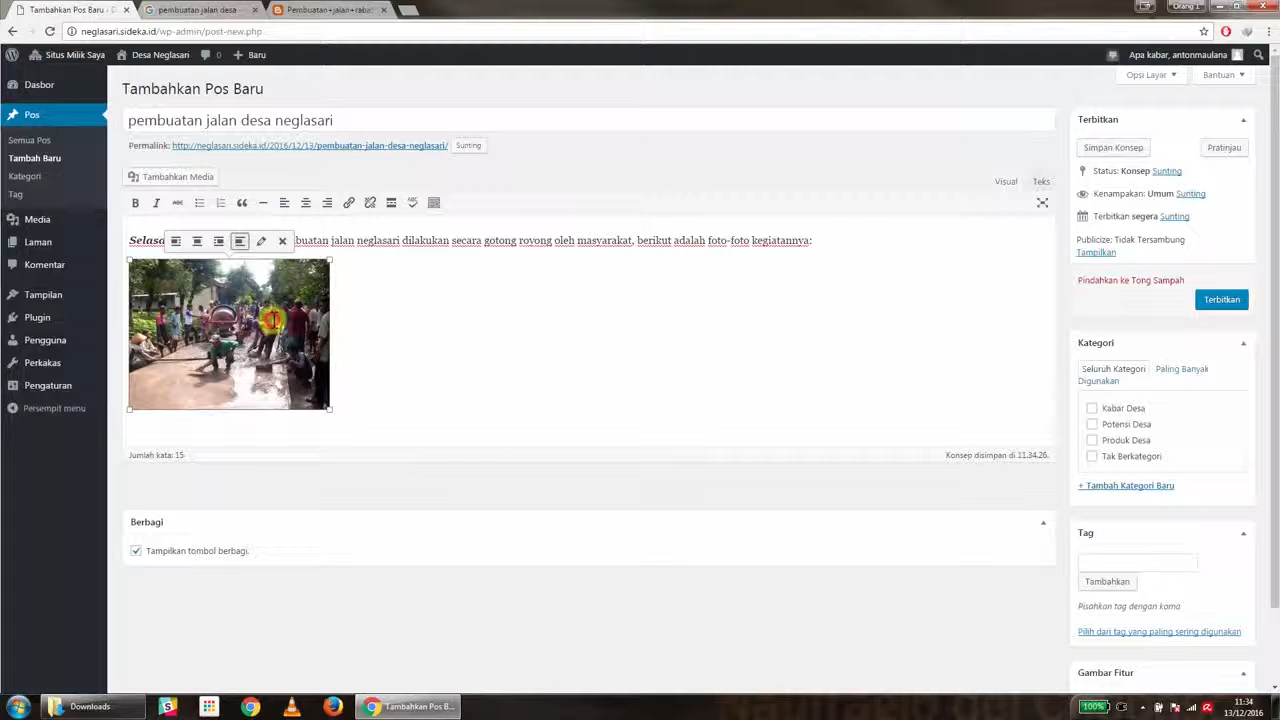 Tambahkan Pos Baru - D
pembuatan jalan desa
Pembuatan+jalan+raba
Orang 1
neglasari.sideka.id/wp-admin/post-new.php
Situs Milik Saya
Desa Neglasari
0
Baru
Apa kabar, antonmaulana
Dasbor
Tambahkan Pos Baru
Opsi Layar
Bantuan
Pos
pembuatan jalan desa neglasari
Terbitkan
Semua Pos
Permalink: http://neglasari.sideka.id/2016/12/13/pembuatan-jalan-desa-neglasari/ Sunting
Simpan Konsep
Pratinjau
Tambah Baru
Kategori
Tag
Tambahkan Media
Visual
Teks
Status: Konsep Sunting
Kenampakan: Umum Sunting
Terbitkan segera Sunting
Media
Laman
Komentar
Selasa buatan jalan neglasari dilakukan secara gotong royong oleh masyarakat, berikut adalah foto-foto kegiatannya:
Publicize: Tidak Tersambung
Tampilkan
Pindahkan ke Tong Sampah
Terbitkan
Tampilan
Plugin
Pengguna
Perkakas
Pengaturan
Persempit menu
Kategori
Seluruh Kategori
Paling Banyak
Digunakan
Kabar Desa
Potensi Desa
Produk Desa
Tak Berkategori
+ Tambah Kategori Baru
Jumlah kata: 15
Konsep disimpan di 11.34.26.
Berbagi
Tampilkan tombol berbagi.
Tag
Tambahkan
Pisahkan tag dengan koma
Pilih dari tag yang paling sering digunakan
Gambar Fitur
Downloads
Tambahkan Pos B...
100%
11:34
13/12/2016